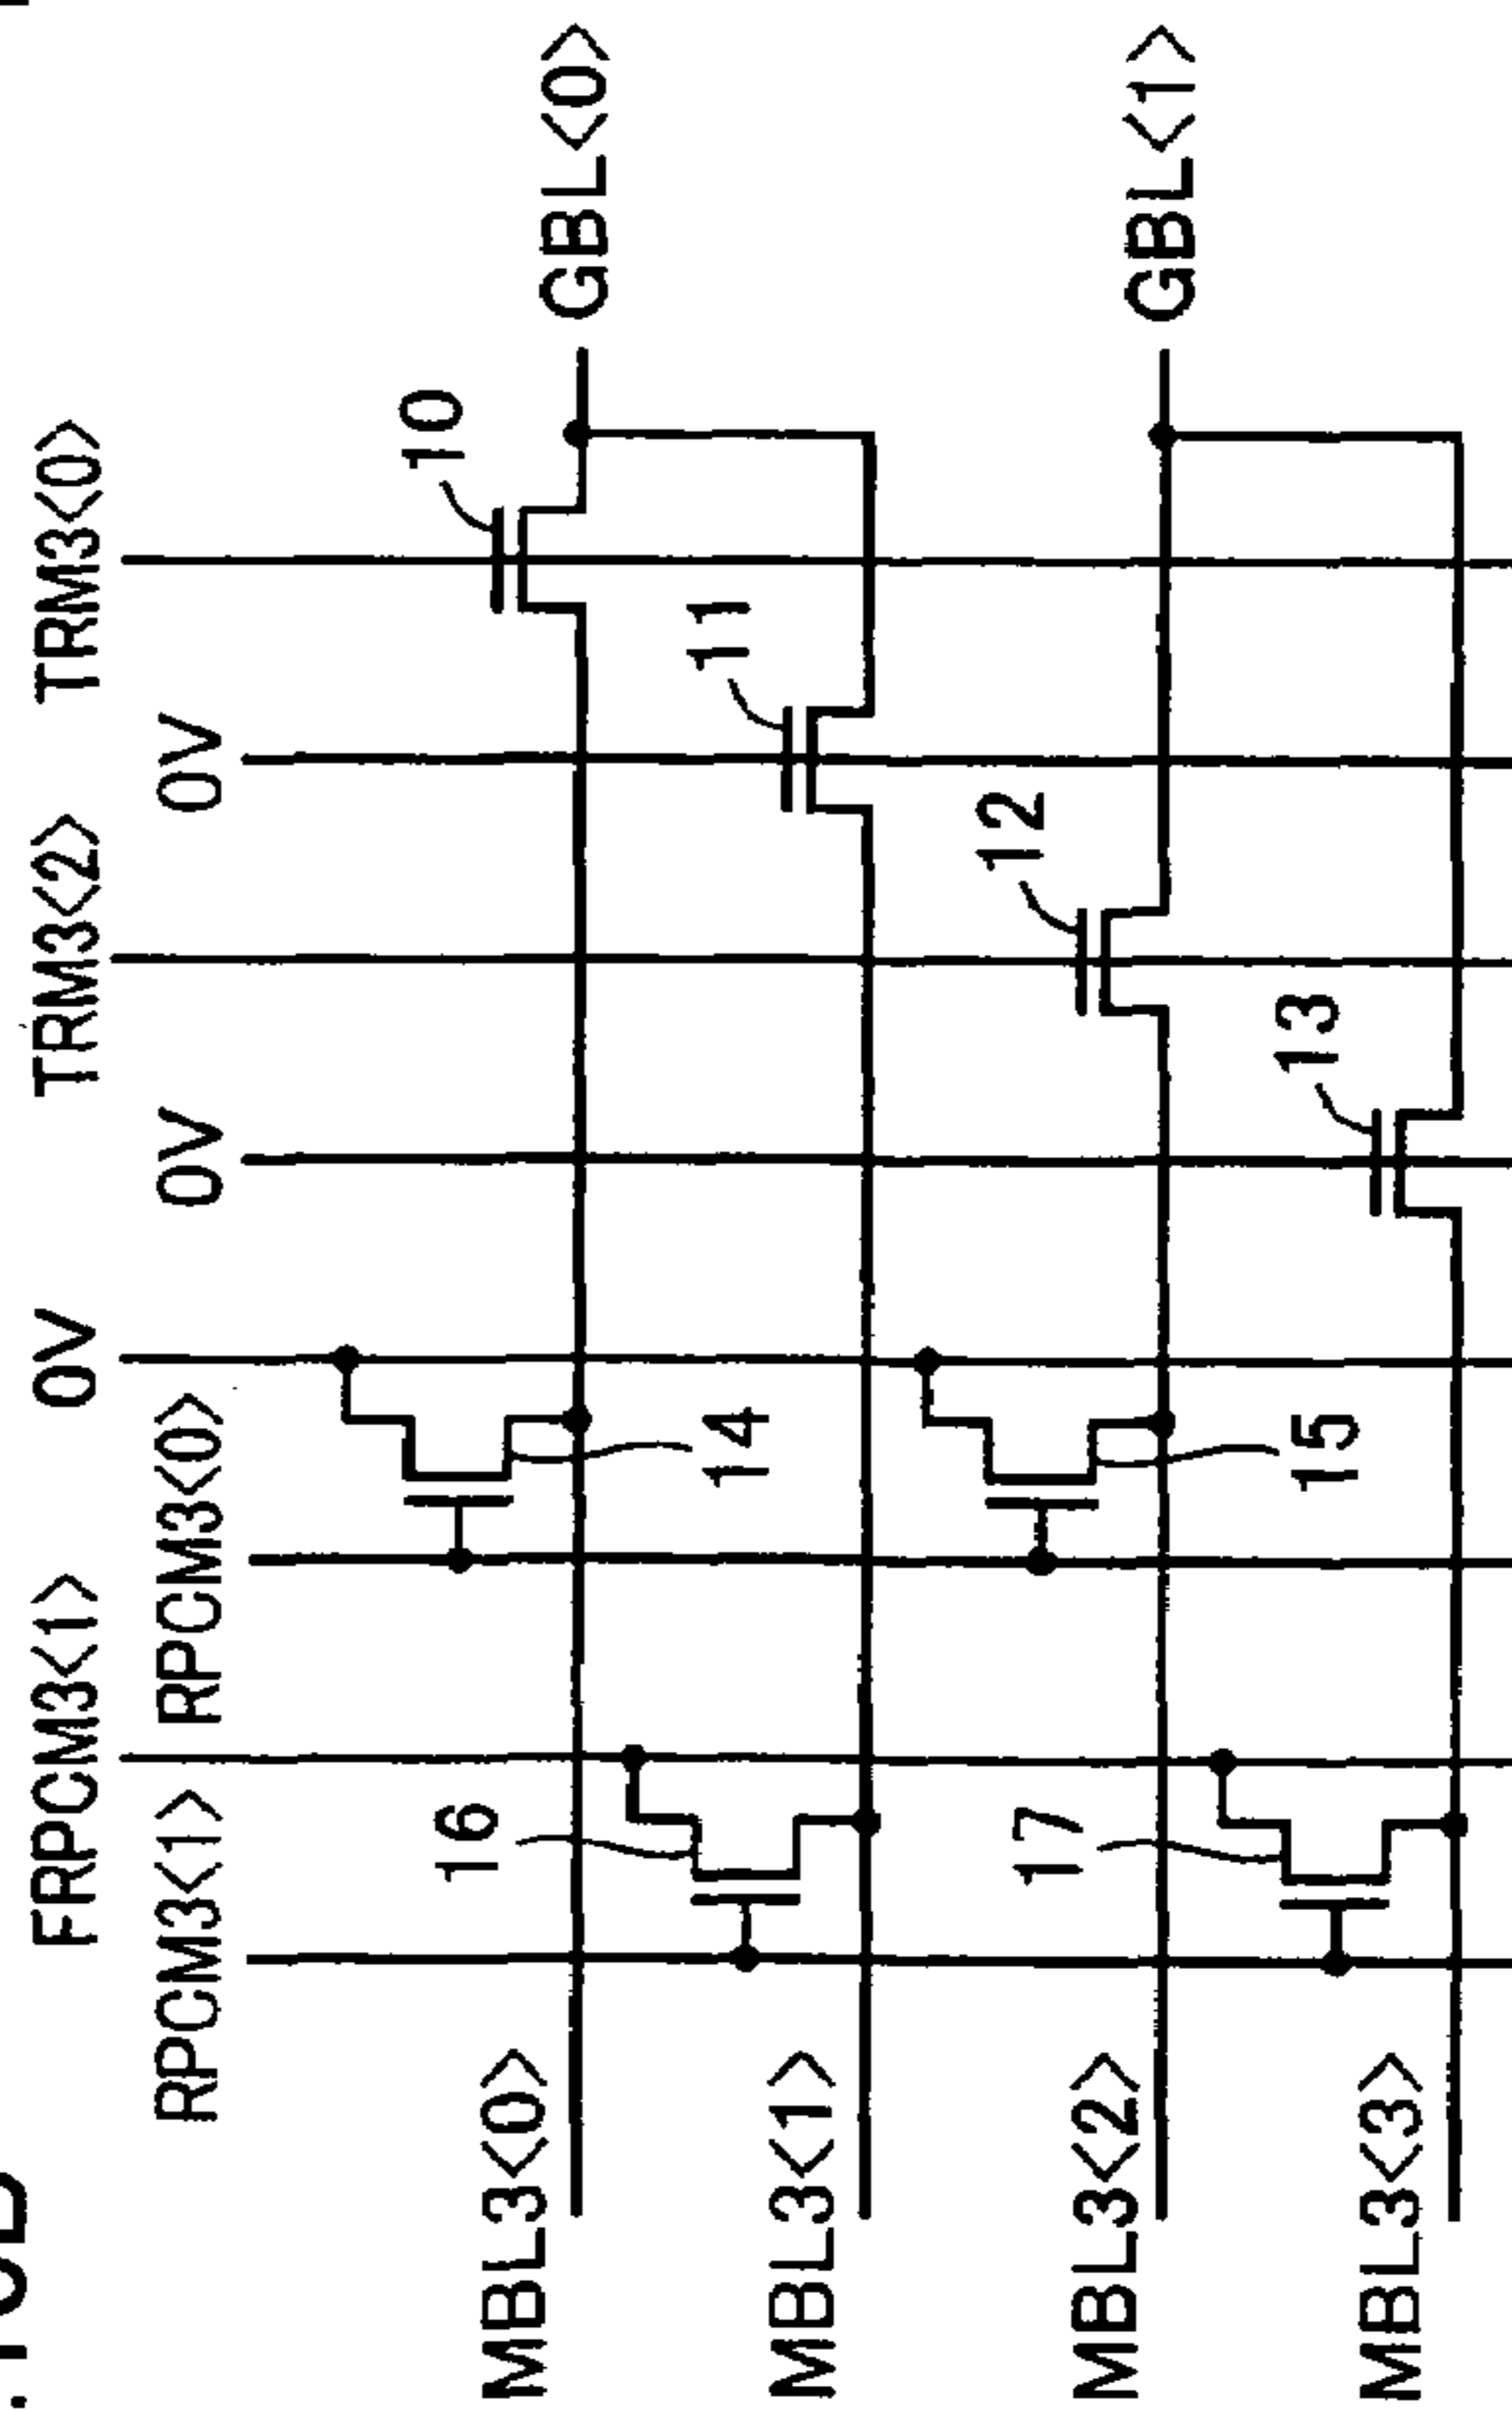 FRPCM3<1>
0V
TRM3<2>
TRM3<0>
RPCM3<1>
RPCM3<0>
0V
0V
10
16
MBL3<0>
GBL<0>
11
14
MBL3<1>
12
17
MBL3<2>
GBL<1>
13
15
MBL3<3>